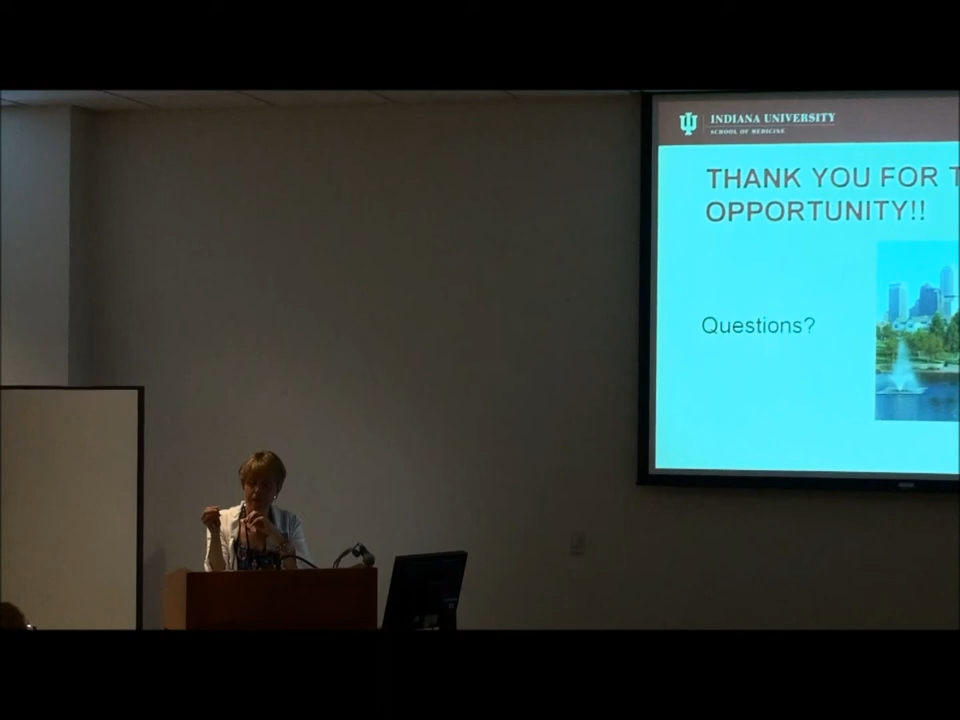 INDIANA UNIVERSITY
SCHOOL OF MEDICINE
THANK YOU FOR T
OPPORTUNITY!!
Questions?